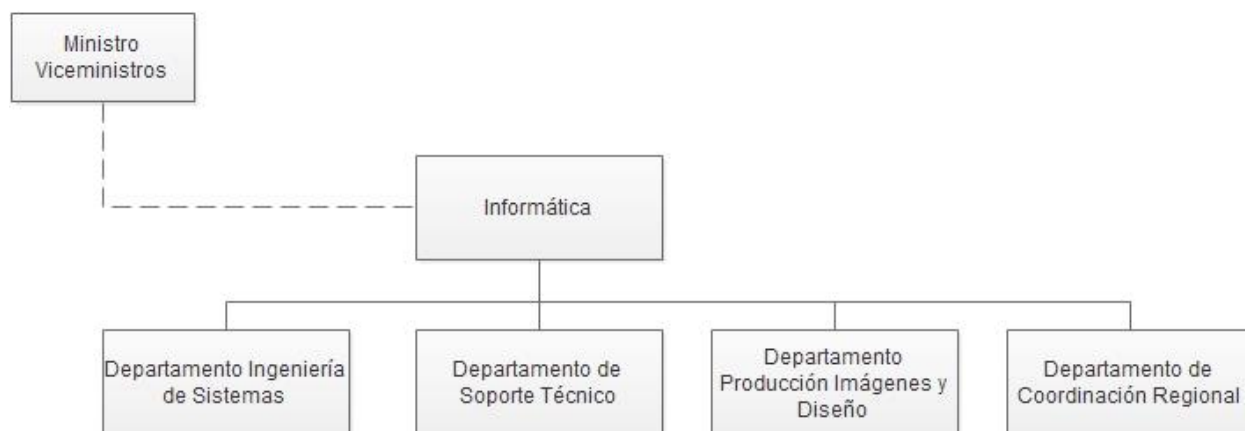 Ministro
Viceministros
Informática
Departamento Ingeniería
de Sistemas
Departamento de
Soporte Técnico
Departamento
Producción Imágenes y
Diseño
Departamento de
Coordinación Regional